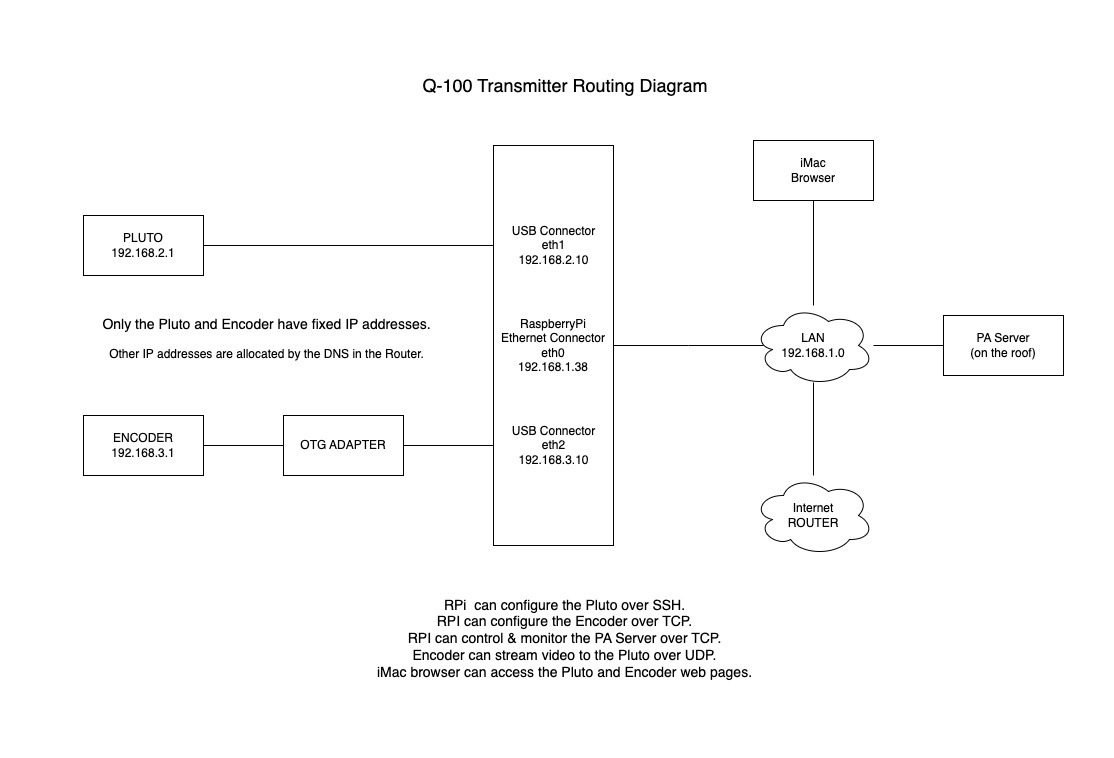 Q-100 Transmitter Routing Diagram
iMac
Browser
PLUTO
192.168.2.1
USB Connector
eth1
192.168.2.10
Only the Pluto and Encoder have fixed IP addresses.
Other IP addresses are allocated by the DNS in the Router.
RaspberryPi
Ethernet Connector
eth0
192.168.1.38
LAN
192.168.1.0
PA Server
(on the roof)
ENCODER
192.168.3.1
OTG ADAPTER
USB Connector
eth2
192.168.3.10
Internet
ROUTER
RPi can configure the Pluto over SSH.
RPI can configure the Encoder over TCP.
RPI can control & monitor the PA Server over TCP.
Encoder can stream video to the Pluto over UDP.
iMac browser can access the Pluto and Encoder web pages.